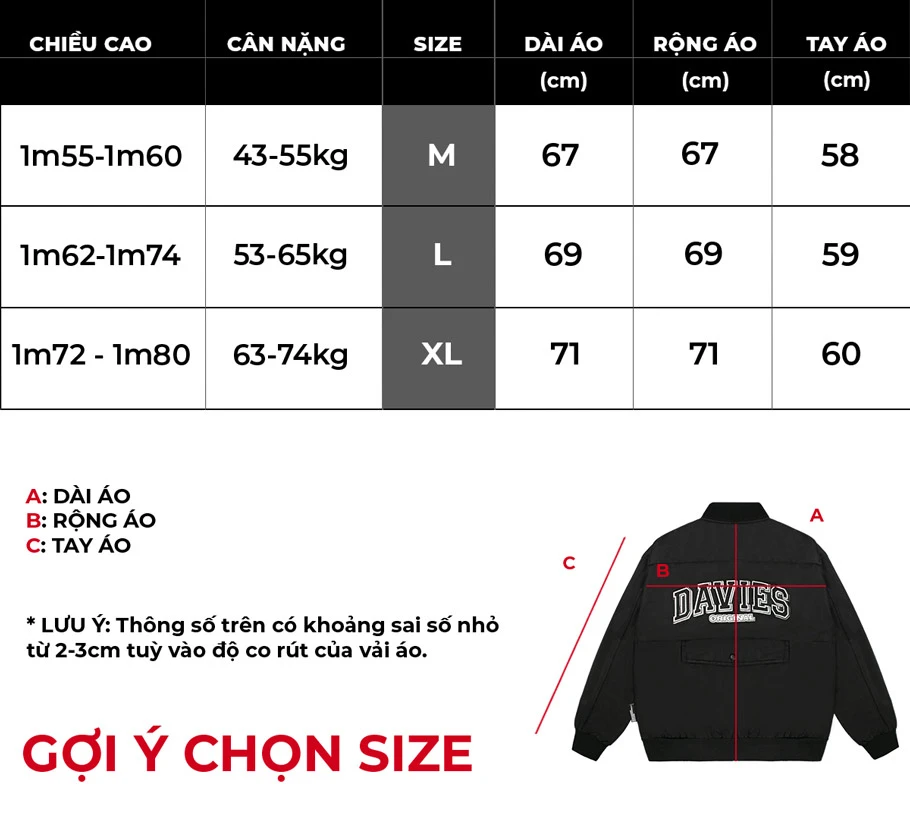 CHIỀU CAO CÂN NẶNG SIZE DÀI ÁO RỘNG ÁO TAY ÁO
(cm) (cm) (cm)
1m55-1m60 43-55kg M 67 67 58
1m62-1m74 53-65kg L 69 69 59
1m72 - 1m80 63-74kg XL 71 71 60
A: DÀI ÁO
B: RỘNG ÁO
C: TAY ÁO
* LƯU Ý: Thông số trên có khoảng sai số nhỏ
từ 2-3cm tuỳ vào độ co rút của vải áo.
GỢI Ý CHỌN SIZE
A
C
B
DAVIES
ORIGINAL